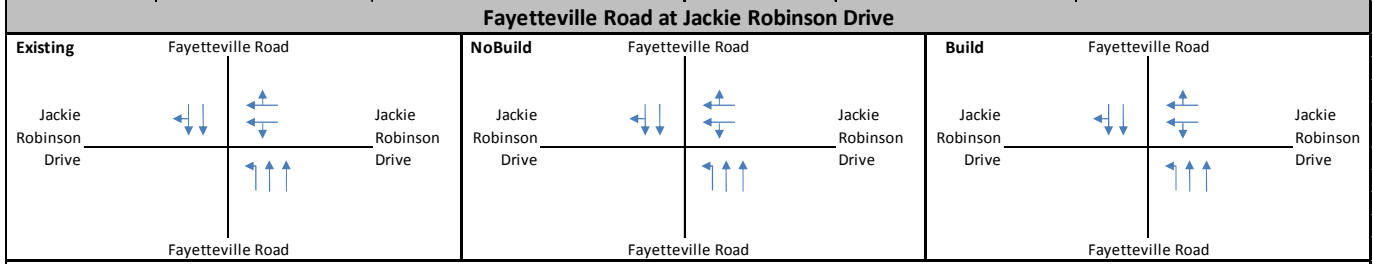 Fayetteville Road at Jackie Robinson Drive
Existing
Fayetteville Road
Jackie
Robinson
Drive
Jackie
Robinson
Drive
Fayetteville Road
NoBuild
Fayetteville Road
Jackie
Robinson
Drive
Jackie
Robinson
Drive
Fayetteville Road
Build
Fayetteville Road
Jackie
Robinson
Drive
Jackie
Robinson
Drive
Fayetteville Road